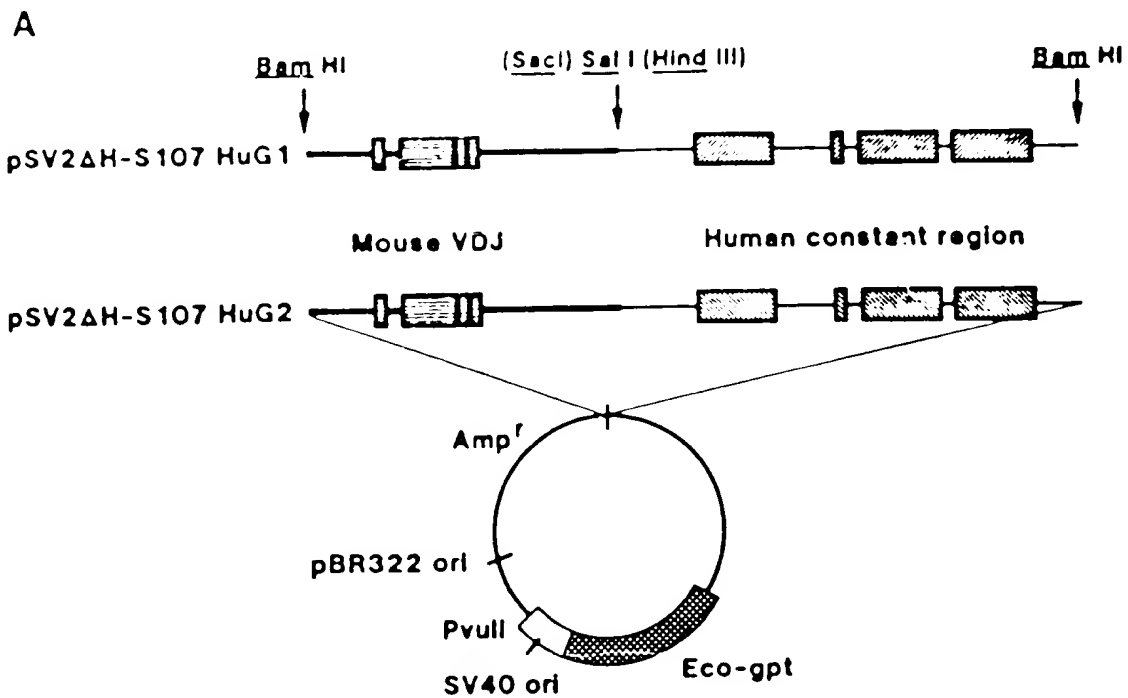 A
Bam HI
(SacI) Sal I (Hind III)
Bam HI
pSV2ΔH-S107 HuG1
Mouse VDJ
Human constant region
pSV2ΔH-S107 HuG2
Amp r
pBR322 ori
PvuII
SV40 ori
Eco-gpt